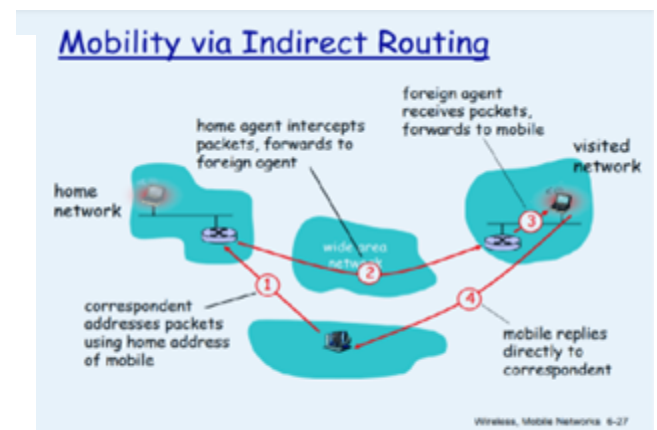 Mobility via Indirect Routing
foreign agent
receives packets,
forwards to mobile
home agent intercepts
packets, forwards to
foreign agent
visited
network
home
network
wide area
network
1
2
3
4
correspondent
addresses packets
using home address
of mobile
mobile replies
directly to
correspondent
Wireless, Mobile Networks 6-27